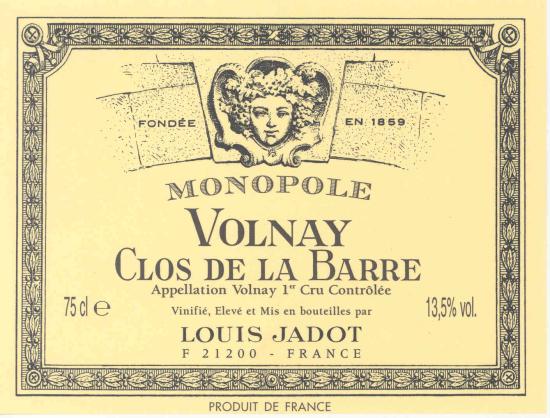 FONDÉE EN 1859
MONOPOLE
VOLNAY
CLOS DE LA BARRE
Appellation Volnay 1er Cru Contrôlée
75 cl e
Vinifié, Elevé et Mis en bouteilles par
13,5% vol.
LOUIS JADOT
F 21200 - FRANCE
PRODUIT DE FRANCE